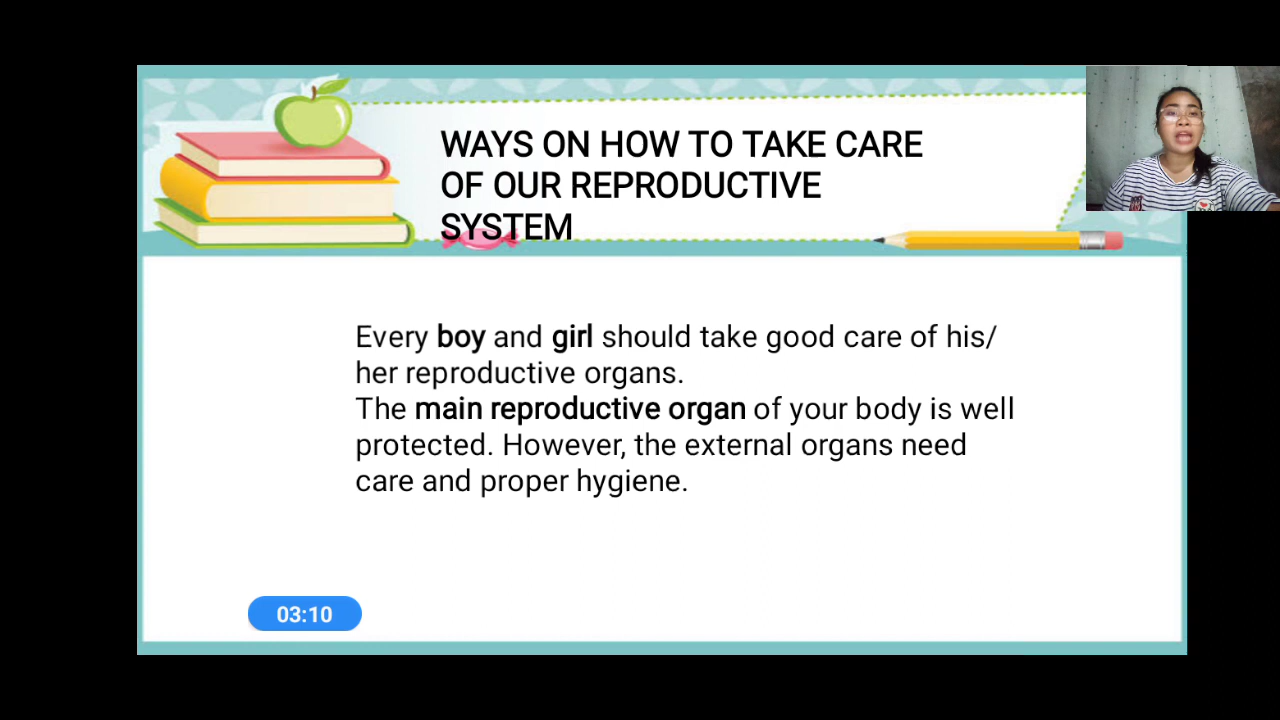 WAYS ON HOW TO TAKE CARE
OF OUR REPRODUCTIVE
SYSTEM
Every boy and girl should take good care of his/
her reproductive organs.
The main reproductive organ of your body is well
protected. However, the external organs need
care and proper hygiene.
03:10